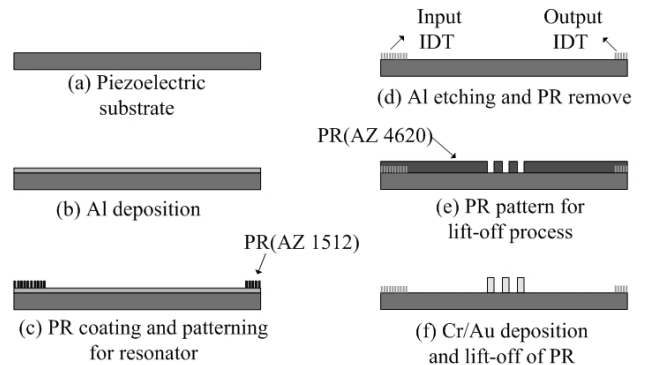 (a) Piezoelectric
substrate
(b) Al deposition
PR(AZ 1512)
(c) PR coating and patterning
for resonator
Input
IDT
Output
IDT
(d) Al etching and PR remove
PR(AZ 4620)
(e) PR pattern for
lift-off process
(f) Cr/Au deposition
and lift-off of PR